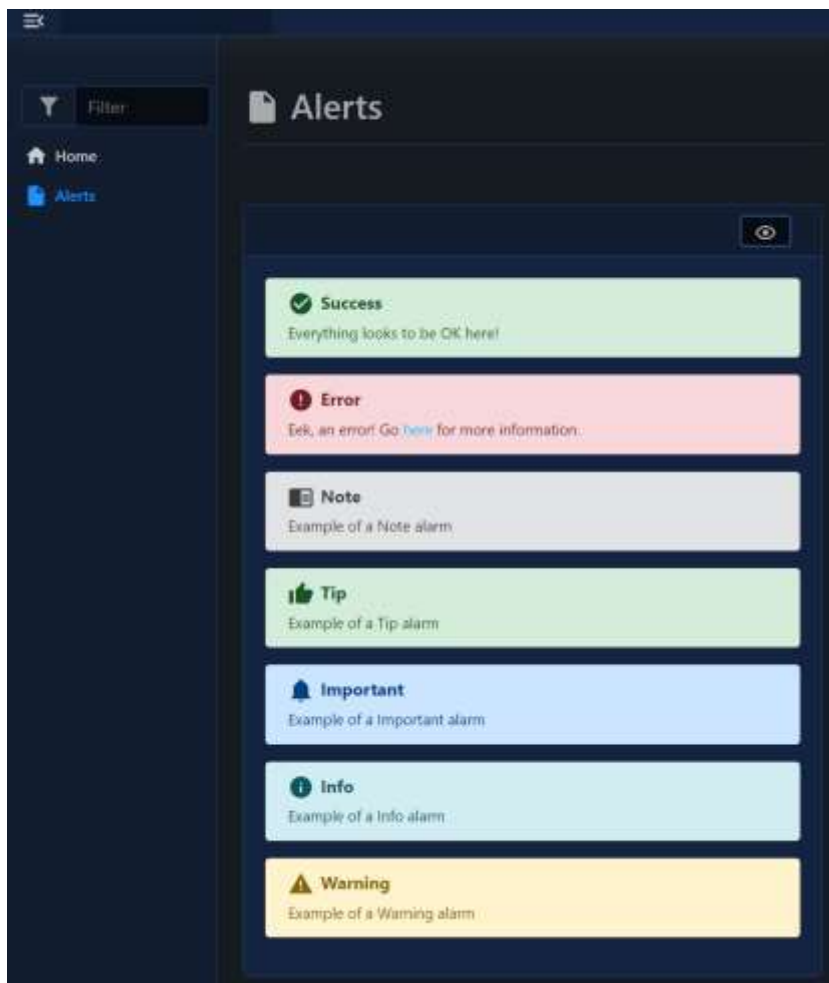 Filter
Home
Alerts
Alerts
Success
Everything looks to be OK here!
Error
Eek, an error! Go here for more information.
Note
Example of a Note alarm
Tip
Example of a Tip alarm
Important
Example of a Important alarm
Info
Example of a Info alarm
Warning
Example of a Warning alarm